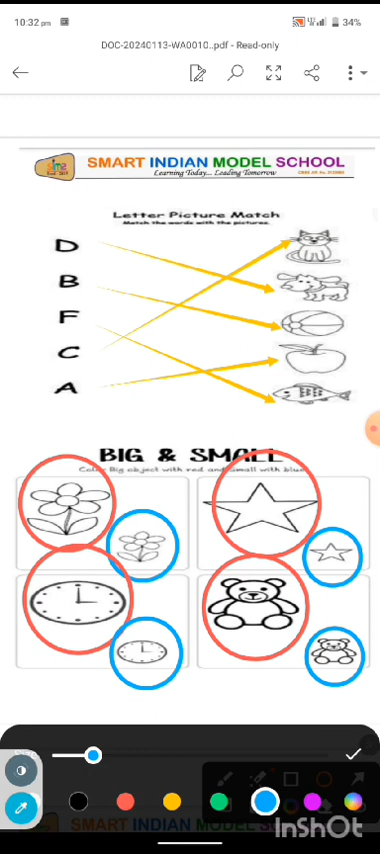 10:32 pm
34%
DOC-20240113-WA0010..pdf - Read-only
SMART INDIAN MODEL SCHOOL
Learning Today... Leading Tomorrow
Letter Picture Match
Match the words with the pictures.
D
B
F
C
A
BIG & SMALL
Color Big object with red and small with blue
SMART INDIAN MODEL
InShOt